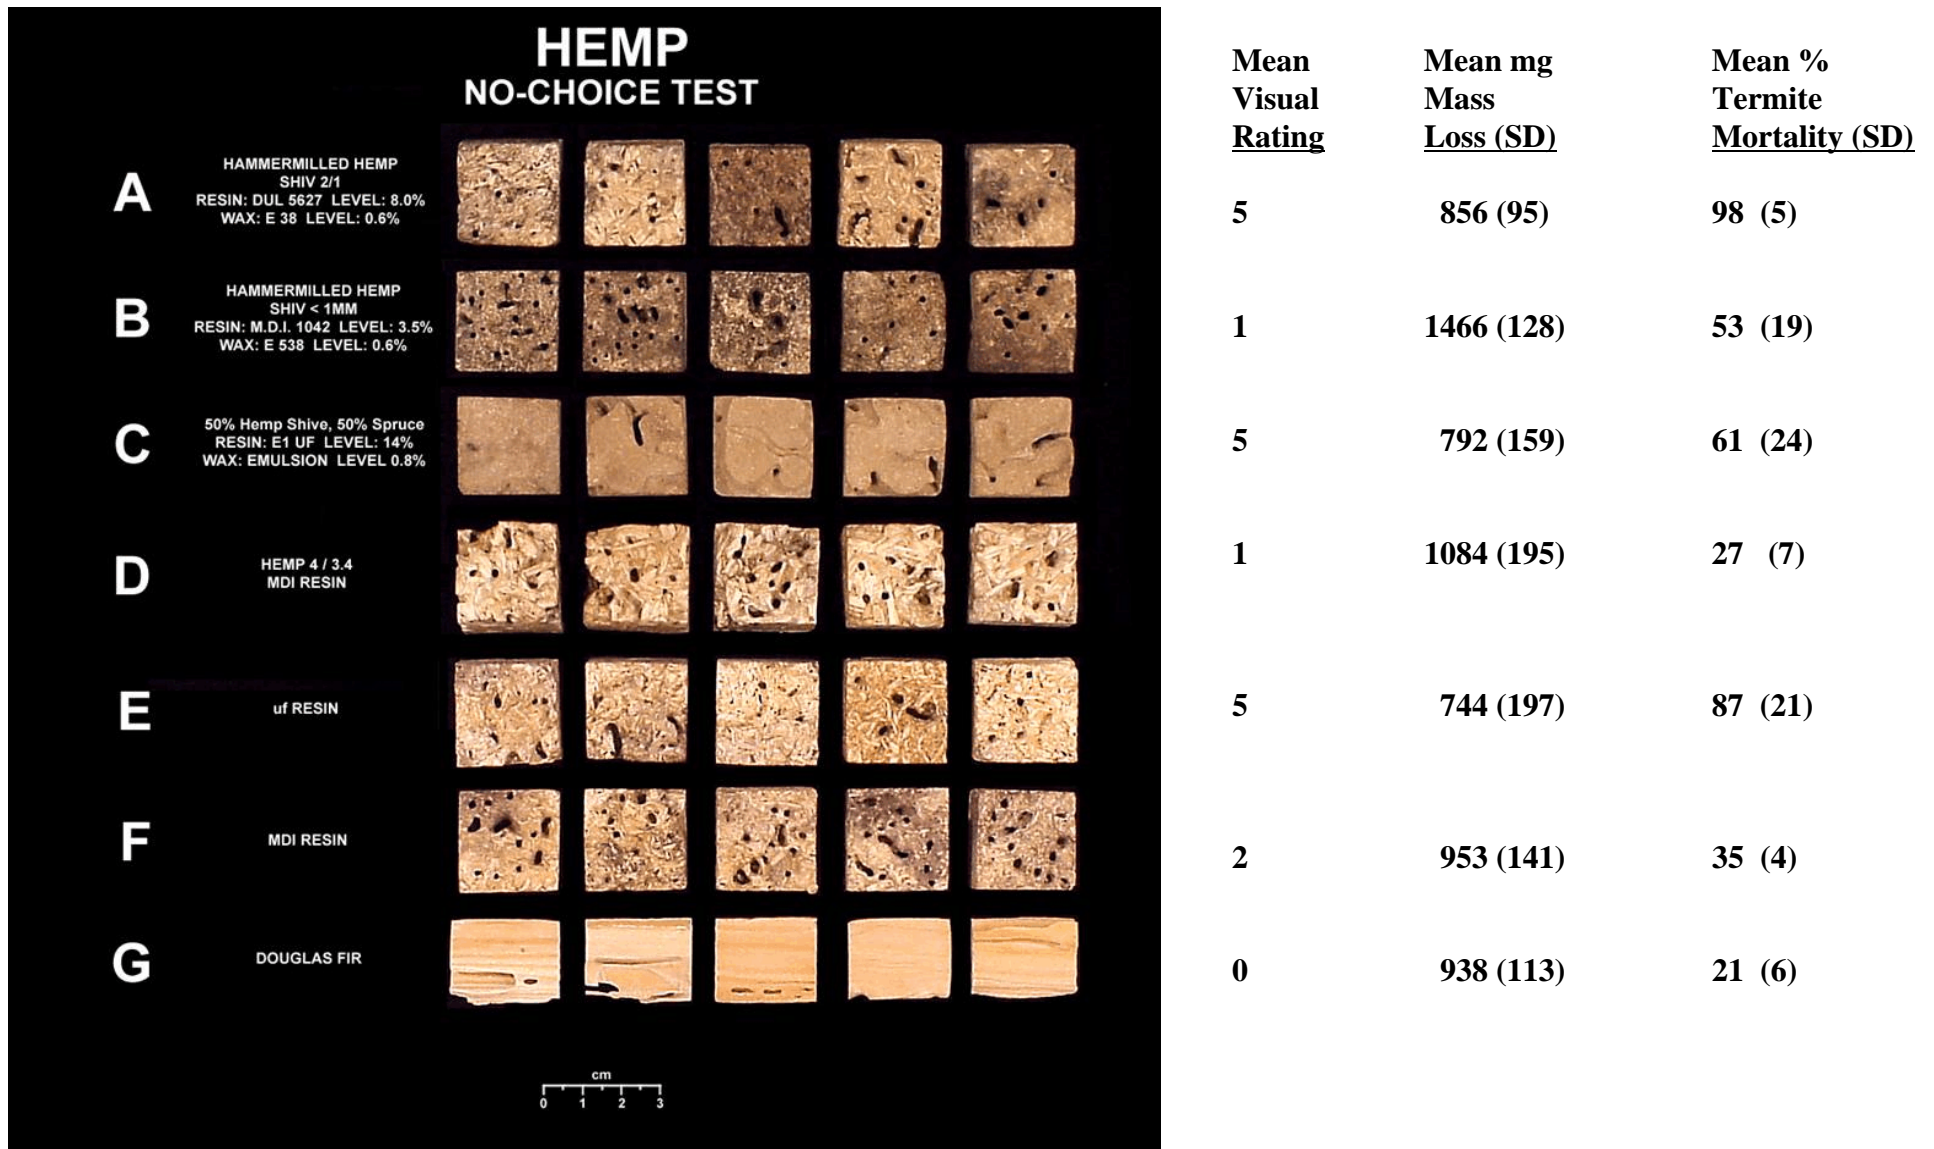 HEMP
NO-CHOICE TEST
Mean Visual Rating
Mean mg Mass Loss (SD)
Mean % Termite Mortality (SD)
A
HAMMERMILLED HEMP
SHIV 2/1
RESIN: DUL 5627 LEVEL: 8.0%
WAX: E 38 LEVEL: 0.6%
5 856 (95) 98 (5)
B
HAMMERMILLED HEMP
SHIV < 1MM
RESIN: M.D.I. 1042 LEVEL: 3.5%
WAX: E 538 LEVEL: 0.6%
1 1466 (128) 53 (19)
C
50% Hemp Shive, 50% Spruce
RESIN: E1 UF LEVEL: 14%
WAX: EMULSION LEVEL 0.8%
5 792 (159) 61 (24)
D
HEMP 4 / 3.4
MDI RESIN
1 1084 (195) 27 (7)
E
uf RESIN
5 744 (197) 87 (21)
F
MDI RESIN
2 953 (141) 35 (4)
G
DOUGLAS FIR
0 938 (113) 21 (6)
cm
0 1 2 3